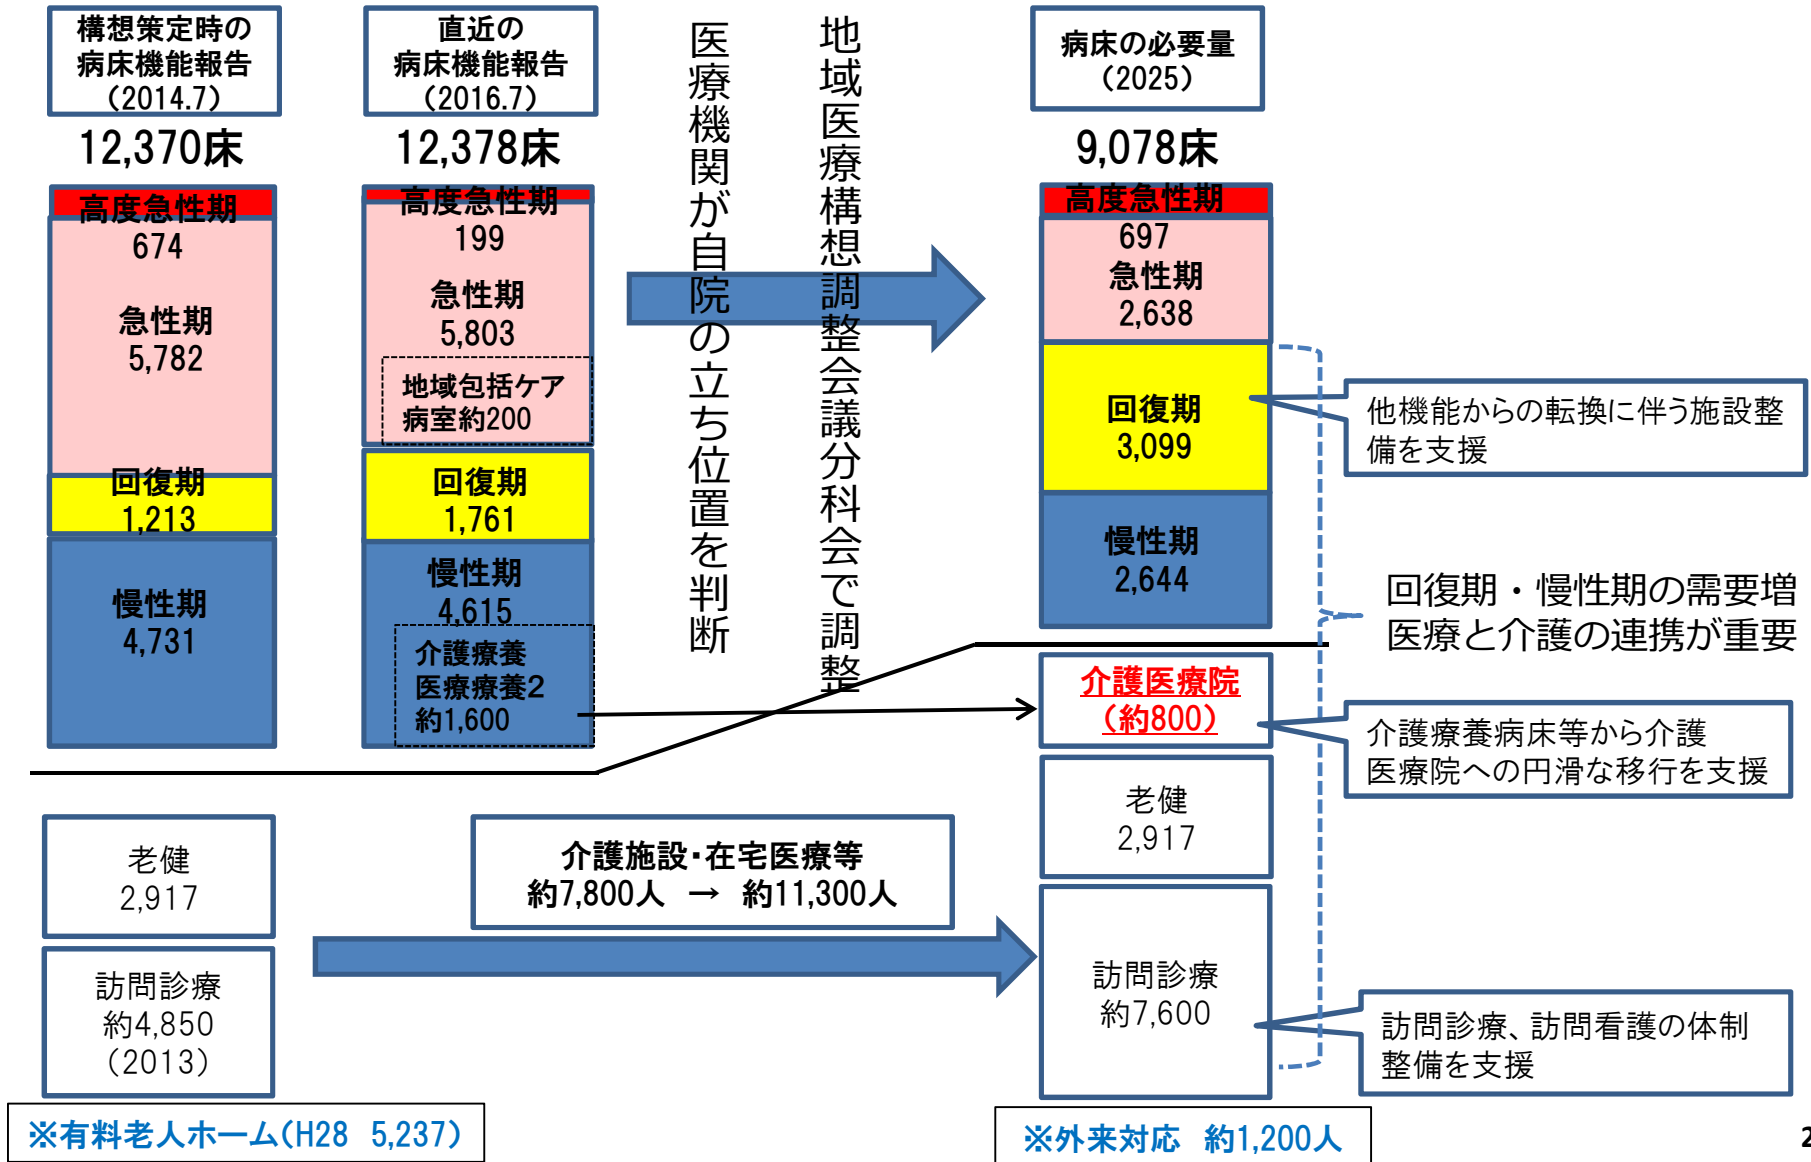 構想策定時の
病床機能報告
（2014.7）
12,370床
高度急性期
674
急性期
5,782
回復期
1,213
慢性期
4,731
直近の
病床機能報告
（2016.7）
12,378床
高度急性期
199
急性期
5,803
地域包括ケア
病室約200
回復期
1,761
慢性期
4,615
介護療養
医療療養2
約1,600
医療機関が自院の立ち位置を判断
地域医療構想調整会議分科会で調整
病床の必要量
（2025）
9,078床
高度急性期
697
急性期
2,638
回復期
3,099
慢性期
2,644
他機能からの転換に伴う施設整
備を支援
回復期・慢性期の需要増
医療と介護の連携が重要
介護医療院
（約800）
介護療養病床等から介護
医療院への円滑な移行を支援
老健
2,917
訪問診療
約4,850
（2013）
介護施設・在宅医療等
約7,800人 → 約11,300人
老健
2,917
訪問診療
約7,600
訪問診療、訪問看護の体制
整備を支援
※有料老人ホーム（H28 5,237）
※外来対応 約1,200人
2